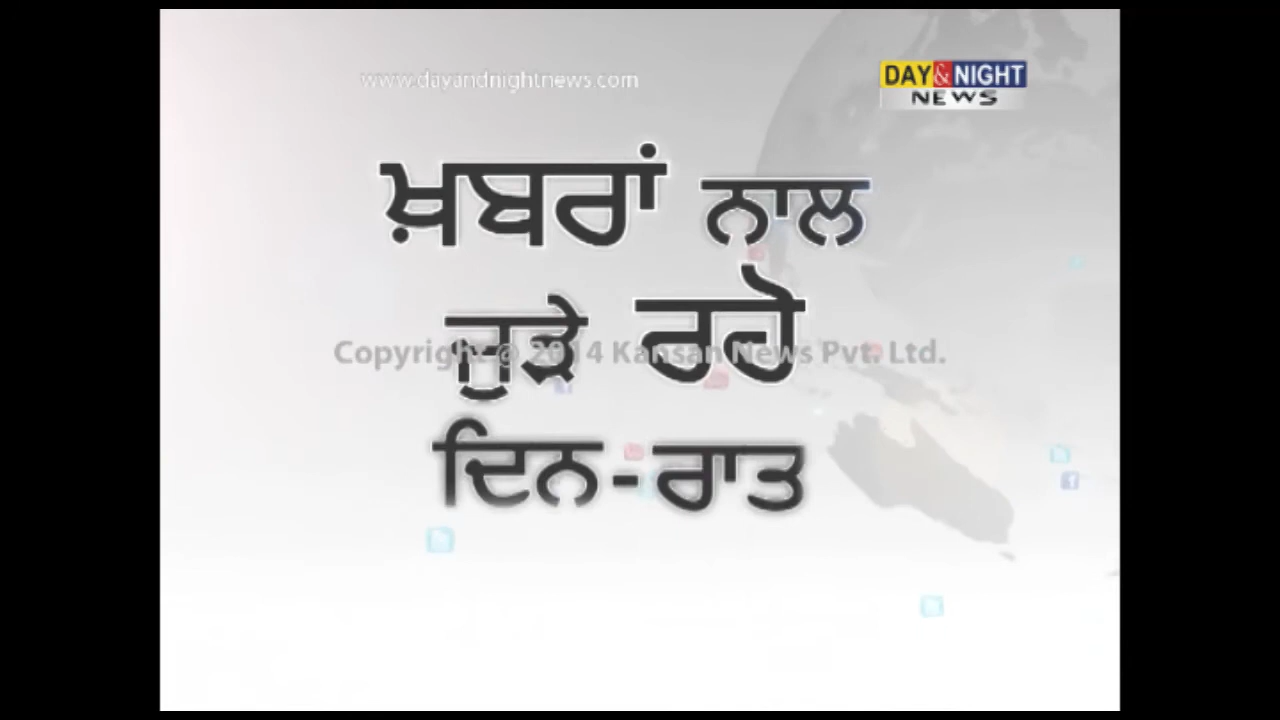 www.dayandnightnews.com
DAY&NIGHT
NEWS
ਖ਼ਬਰਾਂ ਨਾਲ
ਜੁੜੇ ਰਹੋ
Copyright © 2014 Kansan News Pvt. Ltd.
ਦਿਨ-ਰਾਤ